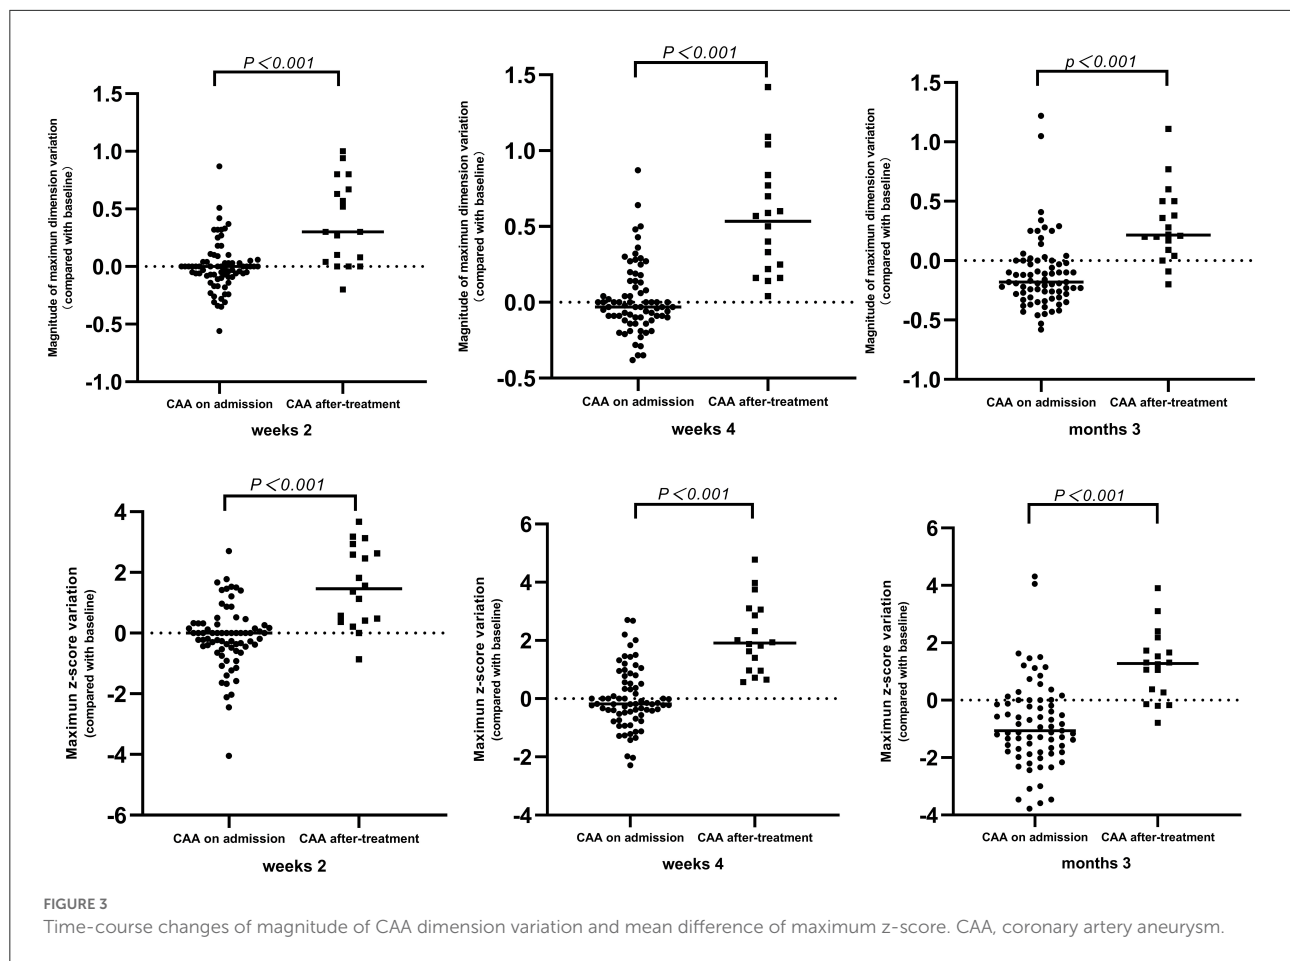 P<0.001
1.5
1.0
0.5
0.0
-0.5
-1.0
Magnitude of maximun dimension variation
(compared with baseline)
CAA on admission
CAA after-treatment
weeks 2
P<0.001
1.5
1.0
0.5
0.0
-0.5
Magnitude of maximun dimension variation
(compared with baseline)
CAA on admission
CAA after-treatment
weeks 4
p<0.001
1.5
1.0
0.5
0.0
-0.5
-1.0
Magnitude of maximun dimension variation
(compared with baseline)
CAA on admission
CAA after-treatment
months 3
P<0.001
4
2
0
-2
-4
-6
Maximun z-score variation
(compared with baseline)
CAA on admission
CAA after-treatment
weeks 2
P<0.001
6
4
2
0
-2
-4
Maximun z-score variation
(compared with baseline)
CAA on admission
CAA after-treatment
weeks 4
P<0.001
6
4
2
0
-2
-4
Maximun z-score variation
(compared with baseline)
CAA on admission
CAA after-treatment
months 3
FIGURE 3
Time-course changes of magnitude of CAA dimension variation and mean difference of maximum z-score. CAA, coronary artery aneurysm.